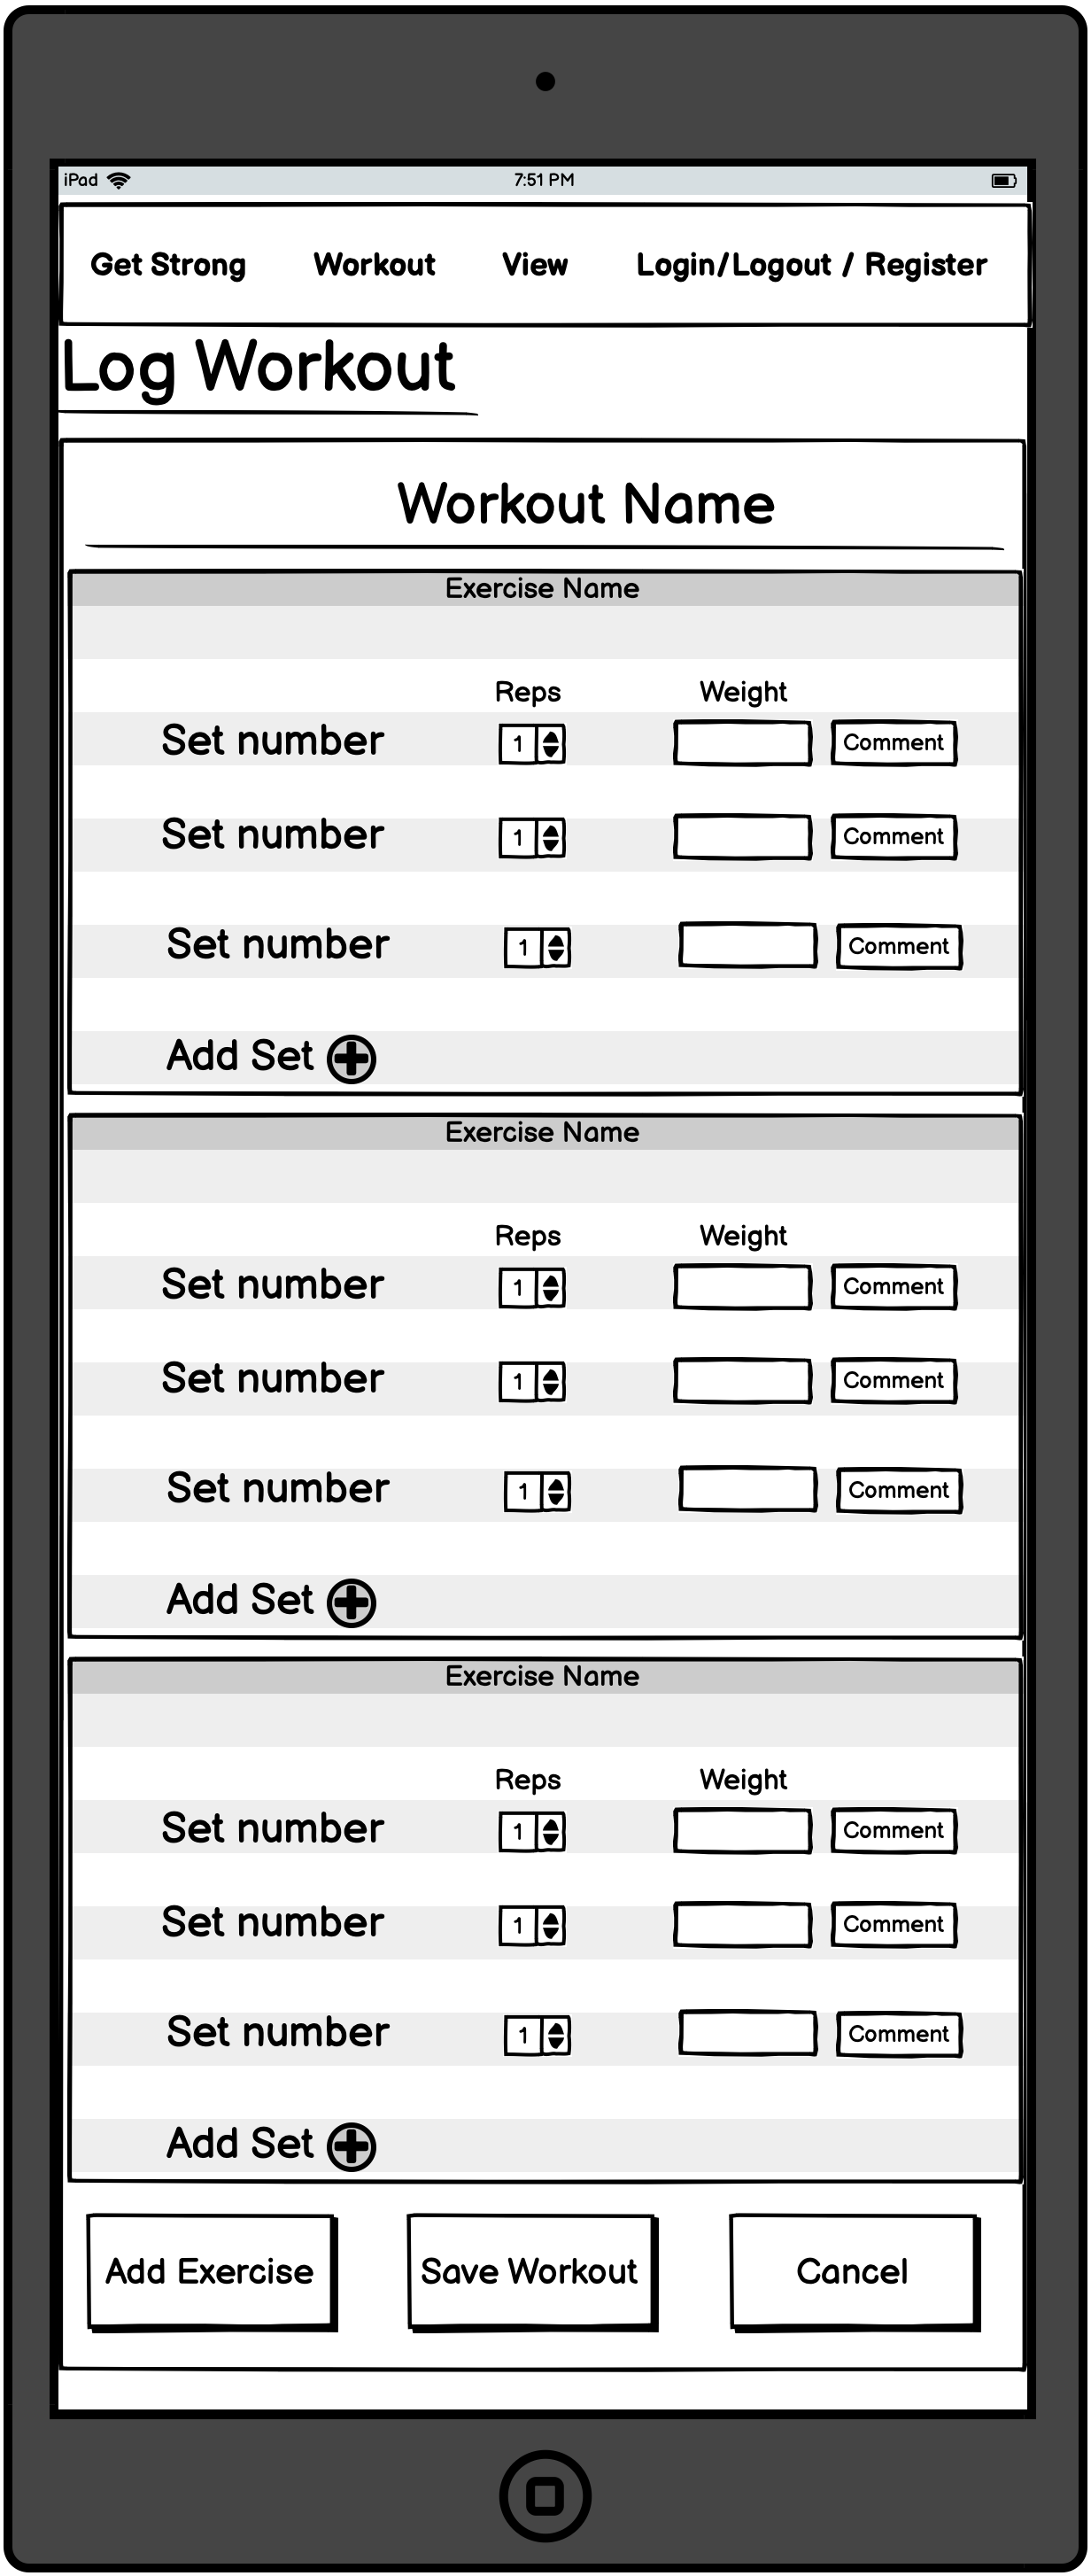 iPad 7:51 PM
Get Strong Workout View Login/Logout / Register
Log Workout
Workout Name
Exercise Name
Reps Weight
Set number 1 Comment
Set number 1 Comment
Set number 1 Comment
Add Set
Exercise Name
Reps Weight
Set number 1 Comment
Set number 1 Comment
Set number 1 Comment
Add Set
Exercise Name
Reps Weight
Set number 1 Comment
Set number 1 Comment
Set number 1 Comment
Add Set
Add Exercise Save Workout Cancel